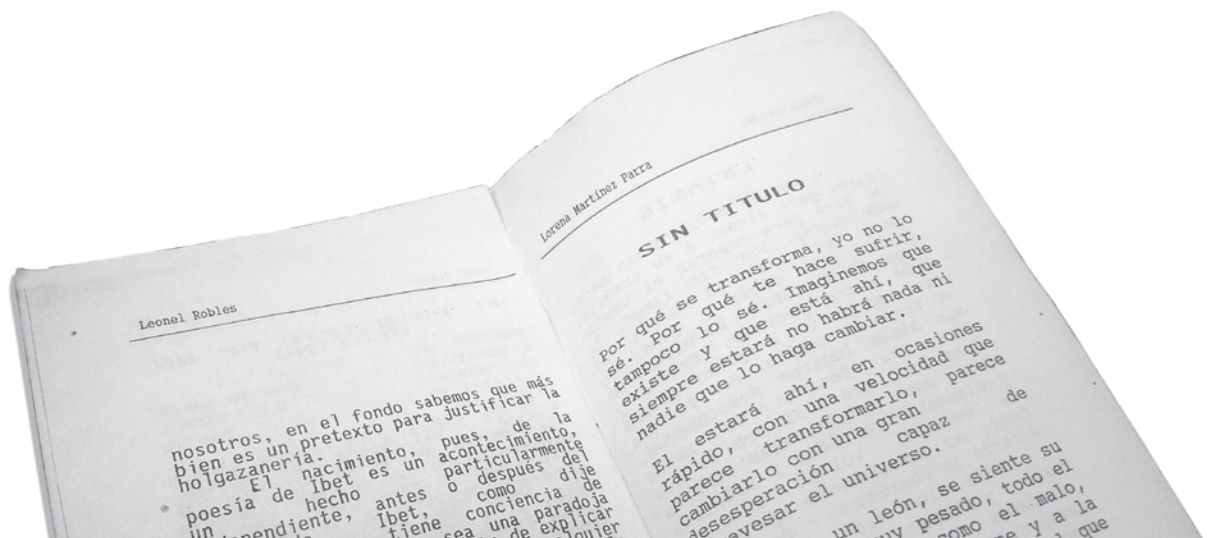 Leonel Robles
nosotros, en el fondo sabemos que más
bien es un pretexto para justificar la
holgazanería.
El nacimiento, pues, de la
poesía de Ibet es un acontecimiento,
un hecho particularmente
antes o después del
Ibet, como dije
tiene conciencia de
sea una paradoja
de explicar
Lorena Martínez Parra
SIN TITULO
Por qué se transforma, yo no lo
sé. Por qué te hace sufrir,
tampoco lo sé. Imaginemos que
existe y que está ahí, que
siempre estará no habrá nada ni
nadie que lo haga cambiar.
El estará ahí, en ocasiones
rápido, con una velocidad que
parece transformarlo, parece
cambiarlo con una gran
desesperación capaz de
el universo.
un león, se siente su
pesado, todo el
como el malo,
y a la
que